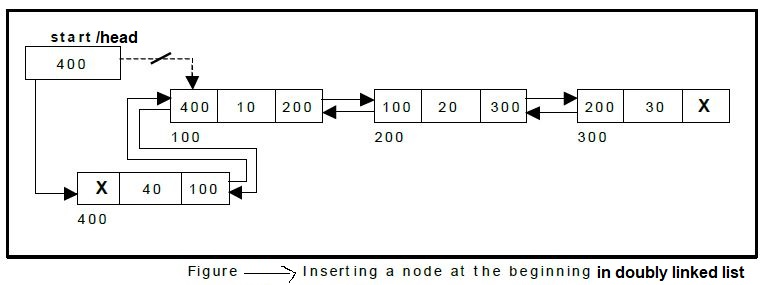 start /head
400
400 10 200
100 20 300
200 30 X
100
200
300
X 40 100
400
Figure Inserting a node at the beginning in doubly linked list